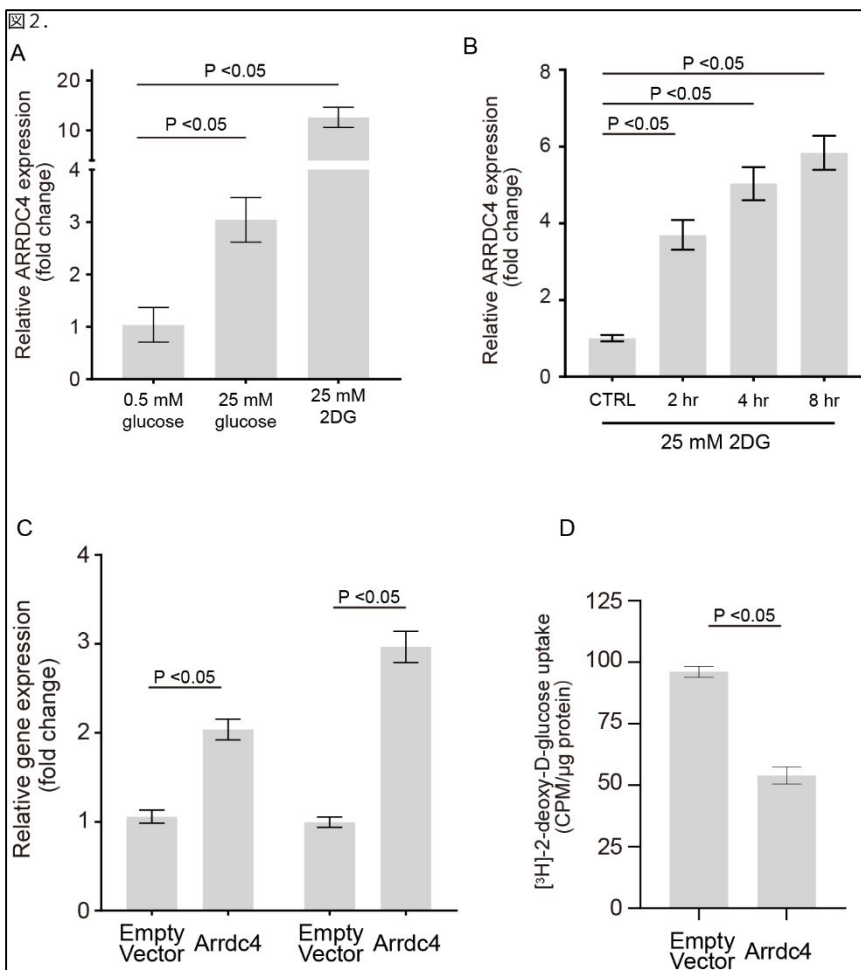 図2.
A
Relative ARRDC4 expression
(fold change)
20
10
4
3
2
1
0
P <0.05
P <0.05
0.5 mM
glucose
25 mM
glucose
25 mM
2DG
B
Relative ARRDC4 expression
(fold change)
8
6
4
2
0
P <0.05
P <0.05
P <0.05
CTRL
2 hr
4 hr
8 hr
25 mM 2DG
C
Relative gene expression
(fold change)
4
3
2
1
0
P <0.05
P <0.05
Empty
Vector
Arrdc4
Empty
Vector
Arrdc4
D
[³H]-2-deoxy-D-glucose uptake
(CPM/µg protein)
125
100
75
50
25
0
P <0.05
Empty
Vector
Arrdc4